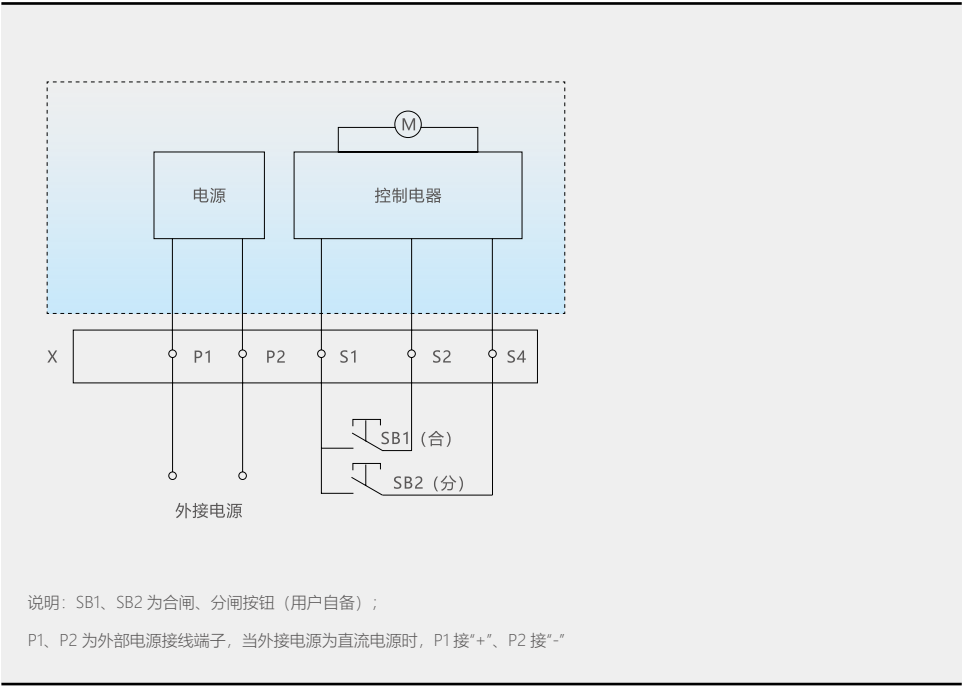 M
电源
控制电器
X P1 P2 S1 S2 S4
SB1（合）
SB2（分）
外接电源
说明：SB1、SB2 为合闸、分闸按钮（用户自备）；
P1、P2 为外部电源接线端子，当外接电源为直流电源时，P1 接“+”、P2 接“-”